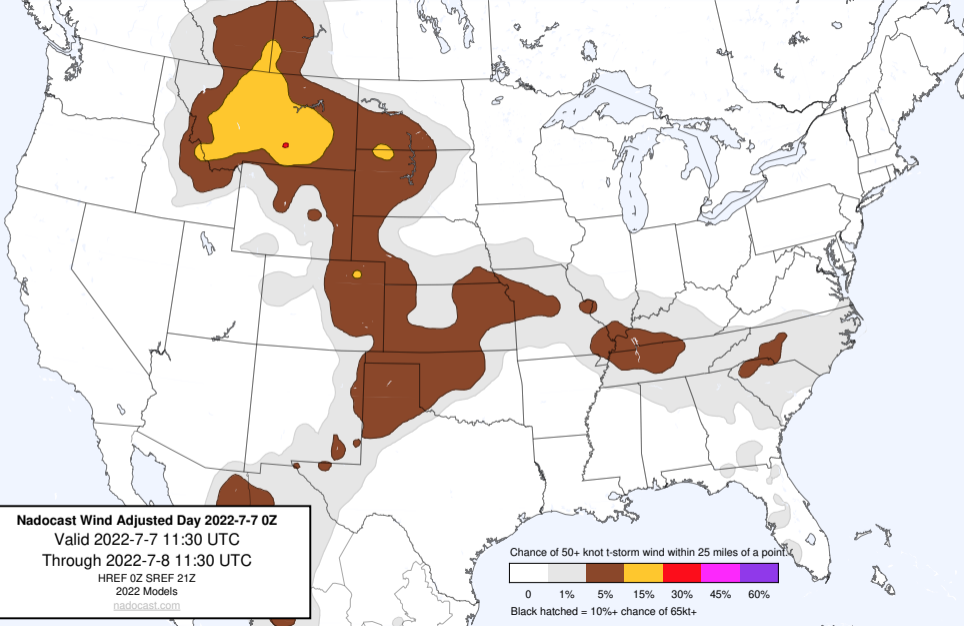 Nadocast Wind Adjusted Day 2022-7-7 0Z
Valid 2022-7-7 11:30 UTC
Through 2022-7-8 11:30 UTC
HREF 0Z SREF 21Z
2022 Models
nadocast.com
Chance of 50+ knot t-storm wind within 25 miles of a point.
0 1% 5% 15% 30% 45% 60%
Black hatched = 10%+ chance of 65kt+